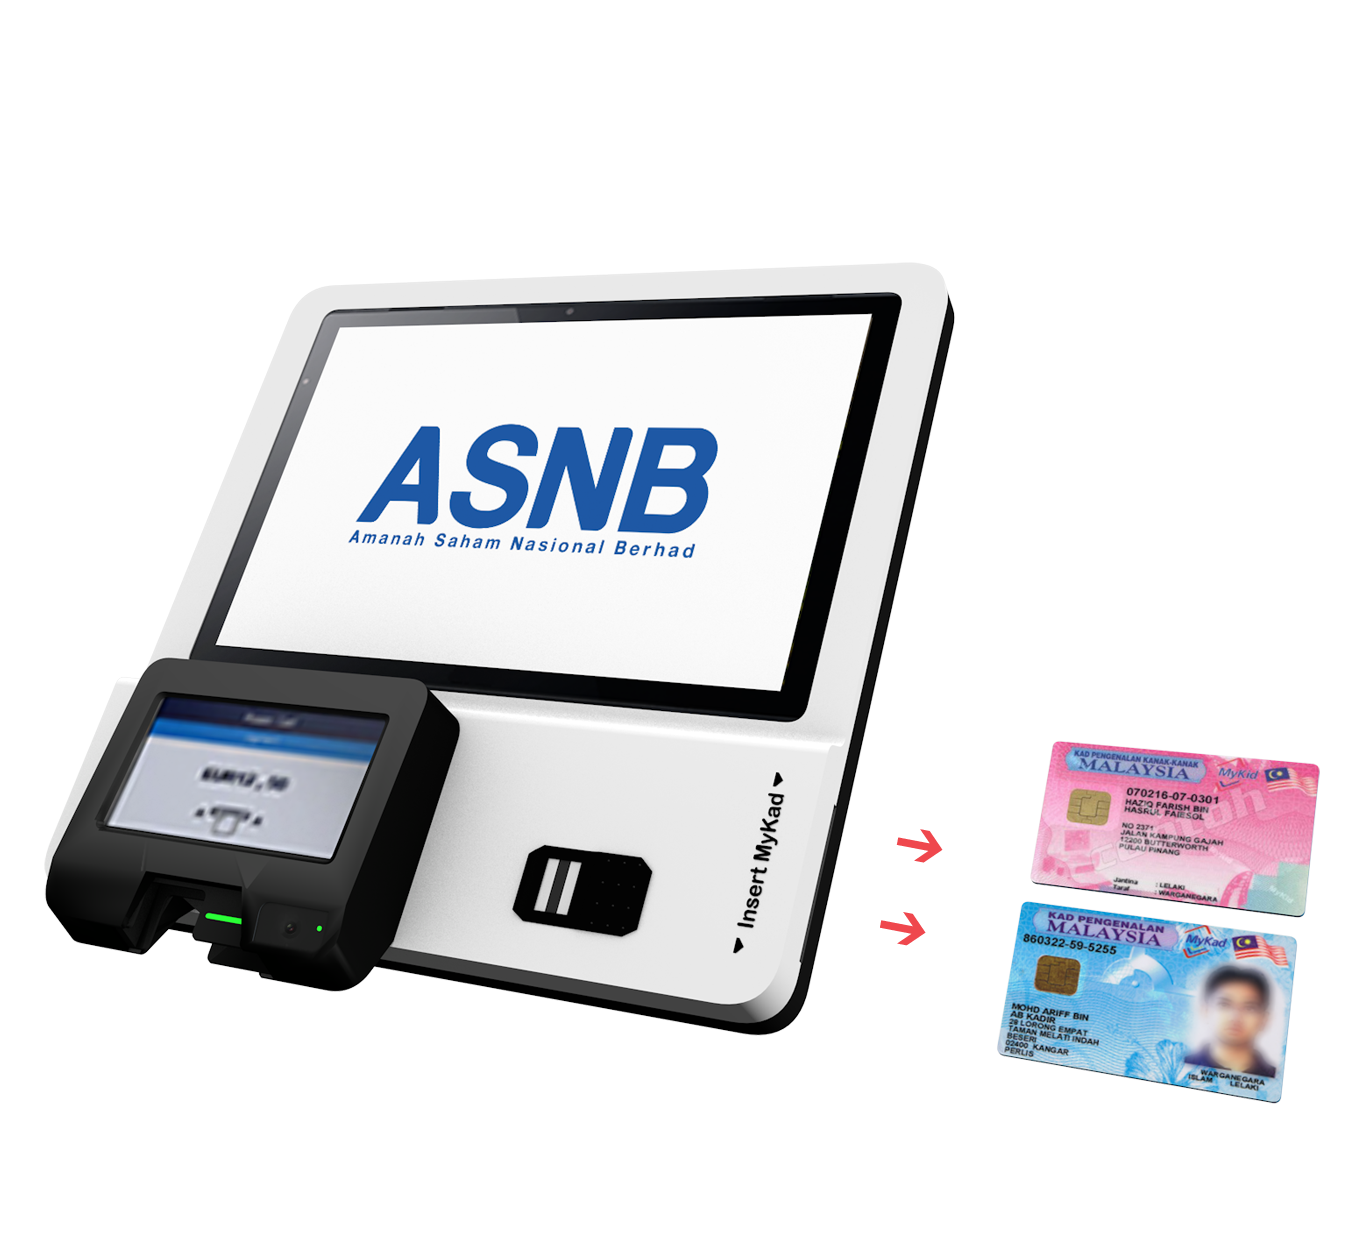 ASNB
Amanah Saham Nasional Berhad
Insert MyKad
KAD PENGENALAN KANAK-KANAK
MALAYSIA
MyKid
070216-07-0301
HAZIQ FARISH BIN
HASRUL FAIESOL
NO 2371
JALAN KAMPUNG GAJAH
12200 BUTTERWORTH
PULAU PINANG
Jantina : LELAKI
Taraf : WARGANEGARA
KAD PENGENALAN
MALAYSIA
MyKad
860322-59-5255
MOHD ARIFF BIN
AB KADIR
28 LORONG EMPAT
TAMAN MELATI INDAH
BESERI
02400 KANGAR
PERLIS
WARGANEGARA
ISLAM LELAKI